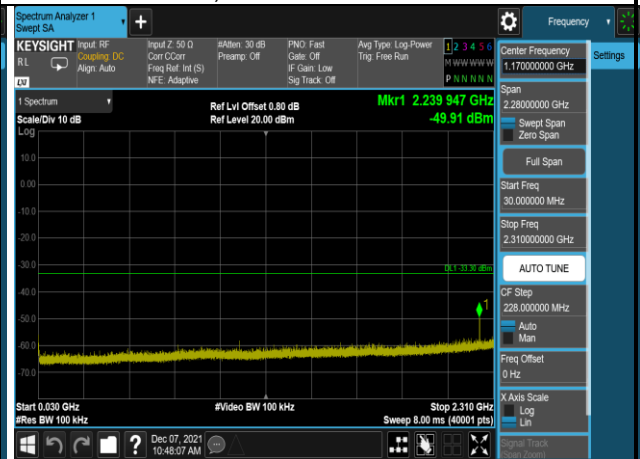 Spectrum Analyzer 1
Swept SA
+
Frequency
KEYSIGHT
RL
LXI
Input: RF
Coupling: DC
Align: Auto
Input Z: 50 Ω
Corr CCorr
Freq Ref: Int (S)
NFE: Adaptive
#Atten: 30 dB
Preamp: Off
PNO: Fast
Gate: Off
IF Gain: Low
Sig Track: Off
Avg Type: Log-Power
Trig: Free Run
1 2 3 4 5 6
M W W W W W
P N N N N N
1 Spectrum
Scale/Div 10 dB
Log
Ref Lvl Offset 0.80 dB
Ref Level 20.00 dBm
Mkr1 2.239 947 GHz
-49.91 dBm
10.0
0.00
-10.0
-20.0
-30.0
DL1 -33.30 dBm
-40.0
1
-50.0
-60.0
-70.0
Start 0.030 GHz
#Res BW 100 kHz
#Video BW 100 kHz
Stop 2.310 GHz
Sweep 8.00 ms (40001 pts)
?
Dec 07, 2021
10:48:07 AM
Center Frequency
1.170000000 GHz
Span
2.28000000 GHz
Swept Span
Zero Span
Full Span
Start Freq
30.000000 MHz
Stop Freq
2.310000000 GHz
AUTO TUNE
CF Step
228.000000 MHz
Auto
Man
Freq Offset
0 Hz
X Axis Scale
Log
Lin
Signal Track
(Span Zoom)
Settings